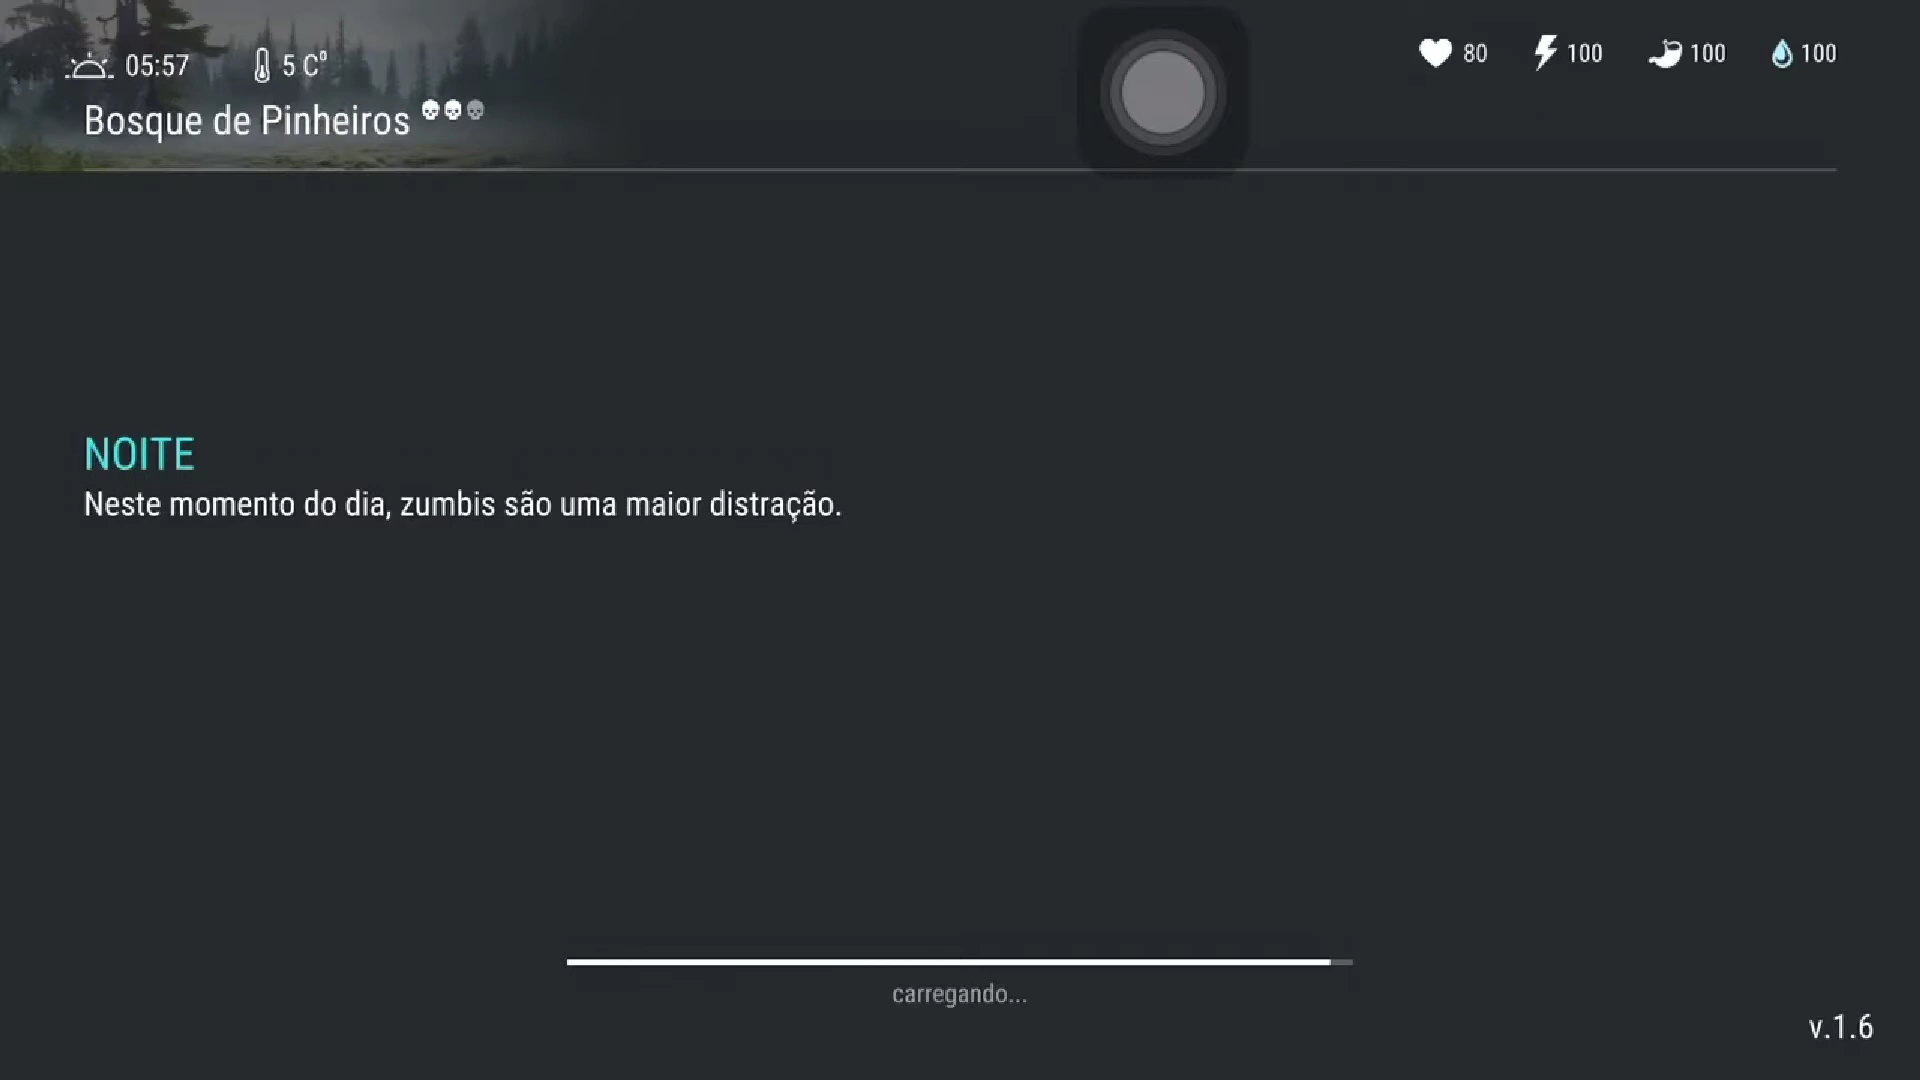 05:57 5 Cº 80 100 100 100
Bosque de Pinheiros
NOITE
Neste momento do dia, zumbis são uma maior distração.
carregando...
v.1.6